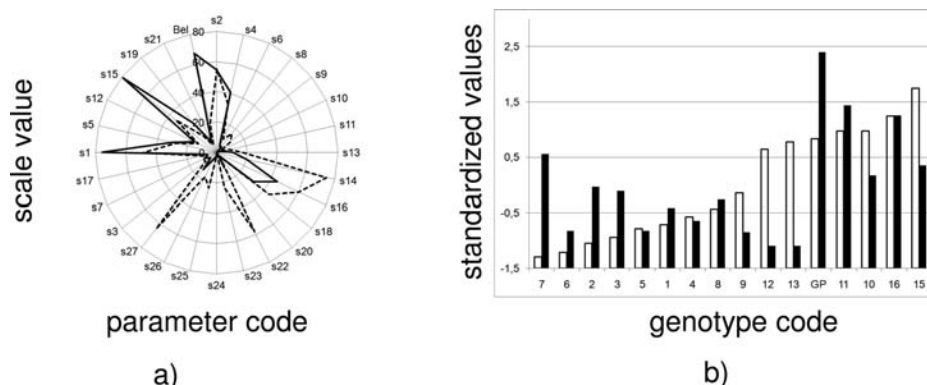 scale value
s2
s4
s6
s8
s9
s10
s11
s13
s14
s16
s18
s20
s22
s23
s24
s25
s26
s27
s3
s7
s17
s1
s5
s12
s15
s19
s21
Bel
80
60
40
20
0
parameter code
a)
standardized values
2,5
1,5
0,5
-0,5
-1,5
7 6 2 3 5 1 4 8 9 12 13 GP 11 10 16 15
genotype code
b)